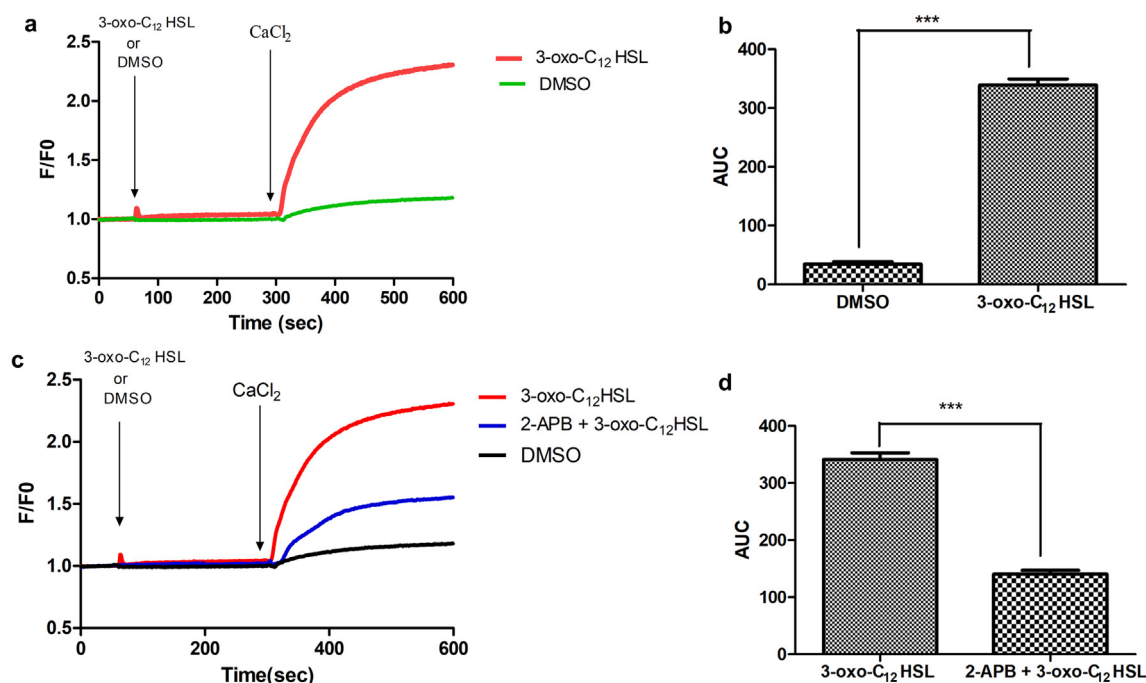 a
3-oxo-C₁₂ HSL
or
DMSO
CaCl₂
3-oxo-C₁₂ HSL
DMSO
F/F0
2.5
2.0
1.5
1.0
0.5
0 100 200 300 400 500 600
Time (sec)
b
***
AUC
400
300
200
100
0
DMSO 3-oxo-C₁₂ HSL
c
3-oxo-C₁₂ HSL
or
DMSO
CaCl₂
3-oxo-C₁₂HSL
2-APB + 3-oxo-C₁₂HSL
DMSO
F/F0
2.5
2.0
1.5
1.0
0.5
0 200 400 600
Time(sec)
d
***
AUC
400
300
200
100
0
3-oxo-C₁₂ HSL 2-APB + 3-oxo-C₁₂ HSL